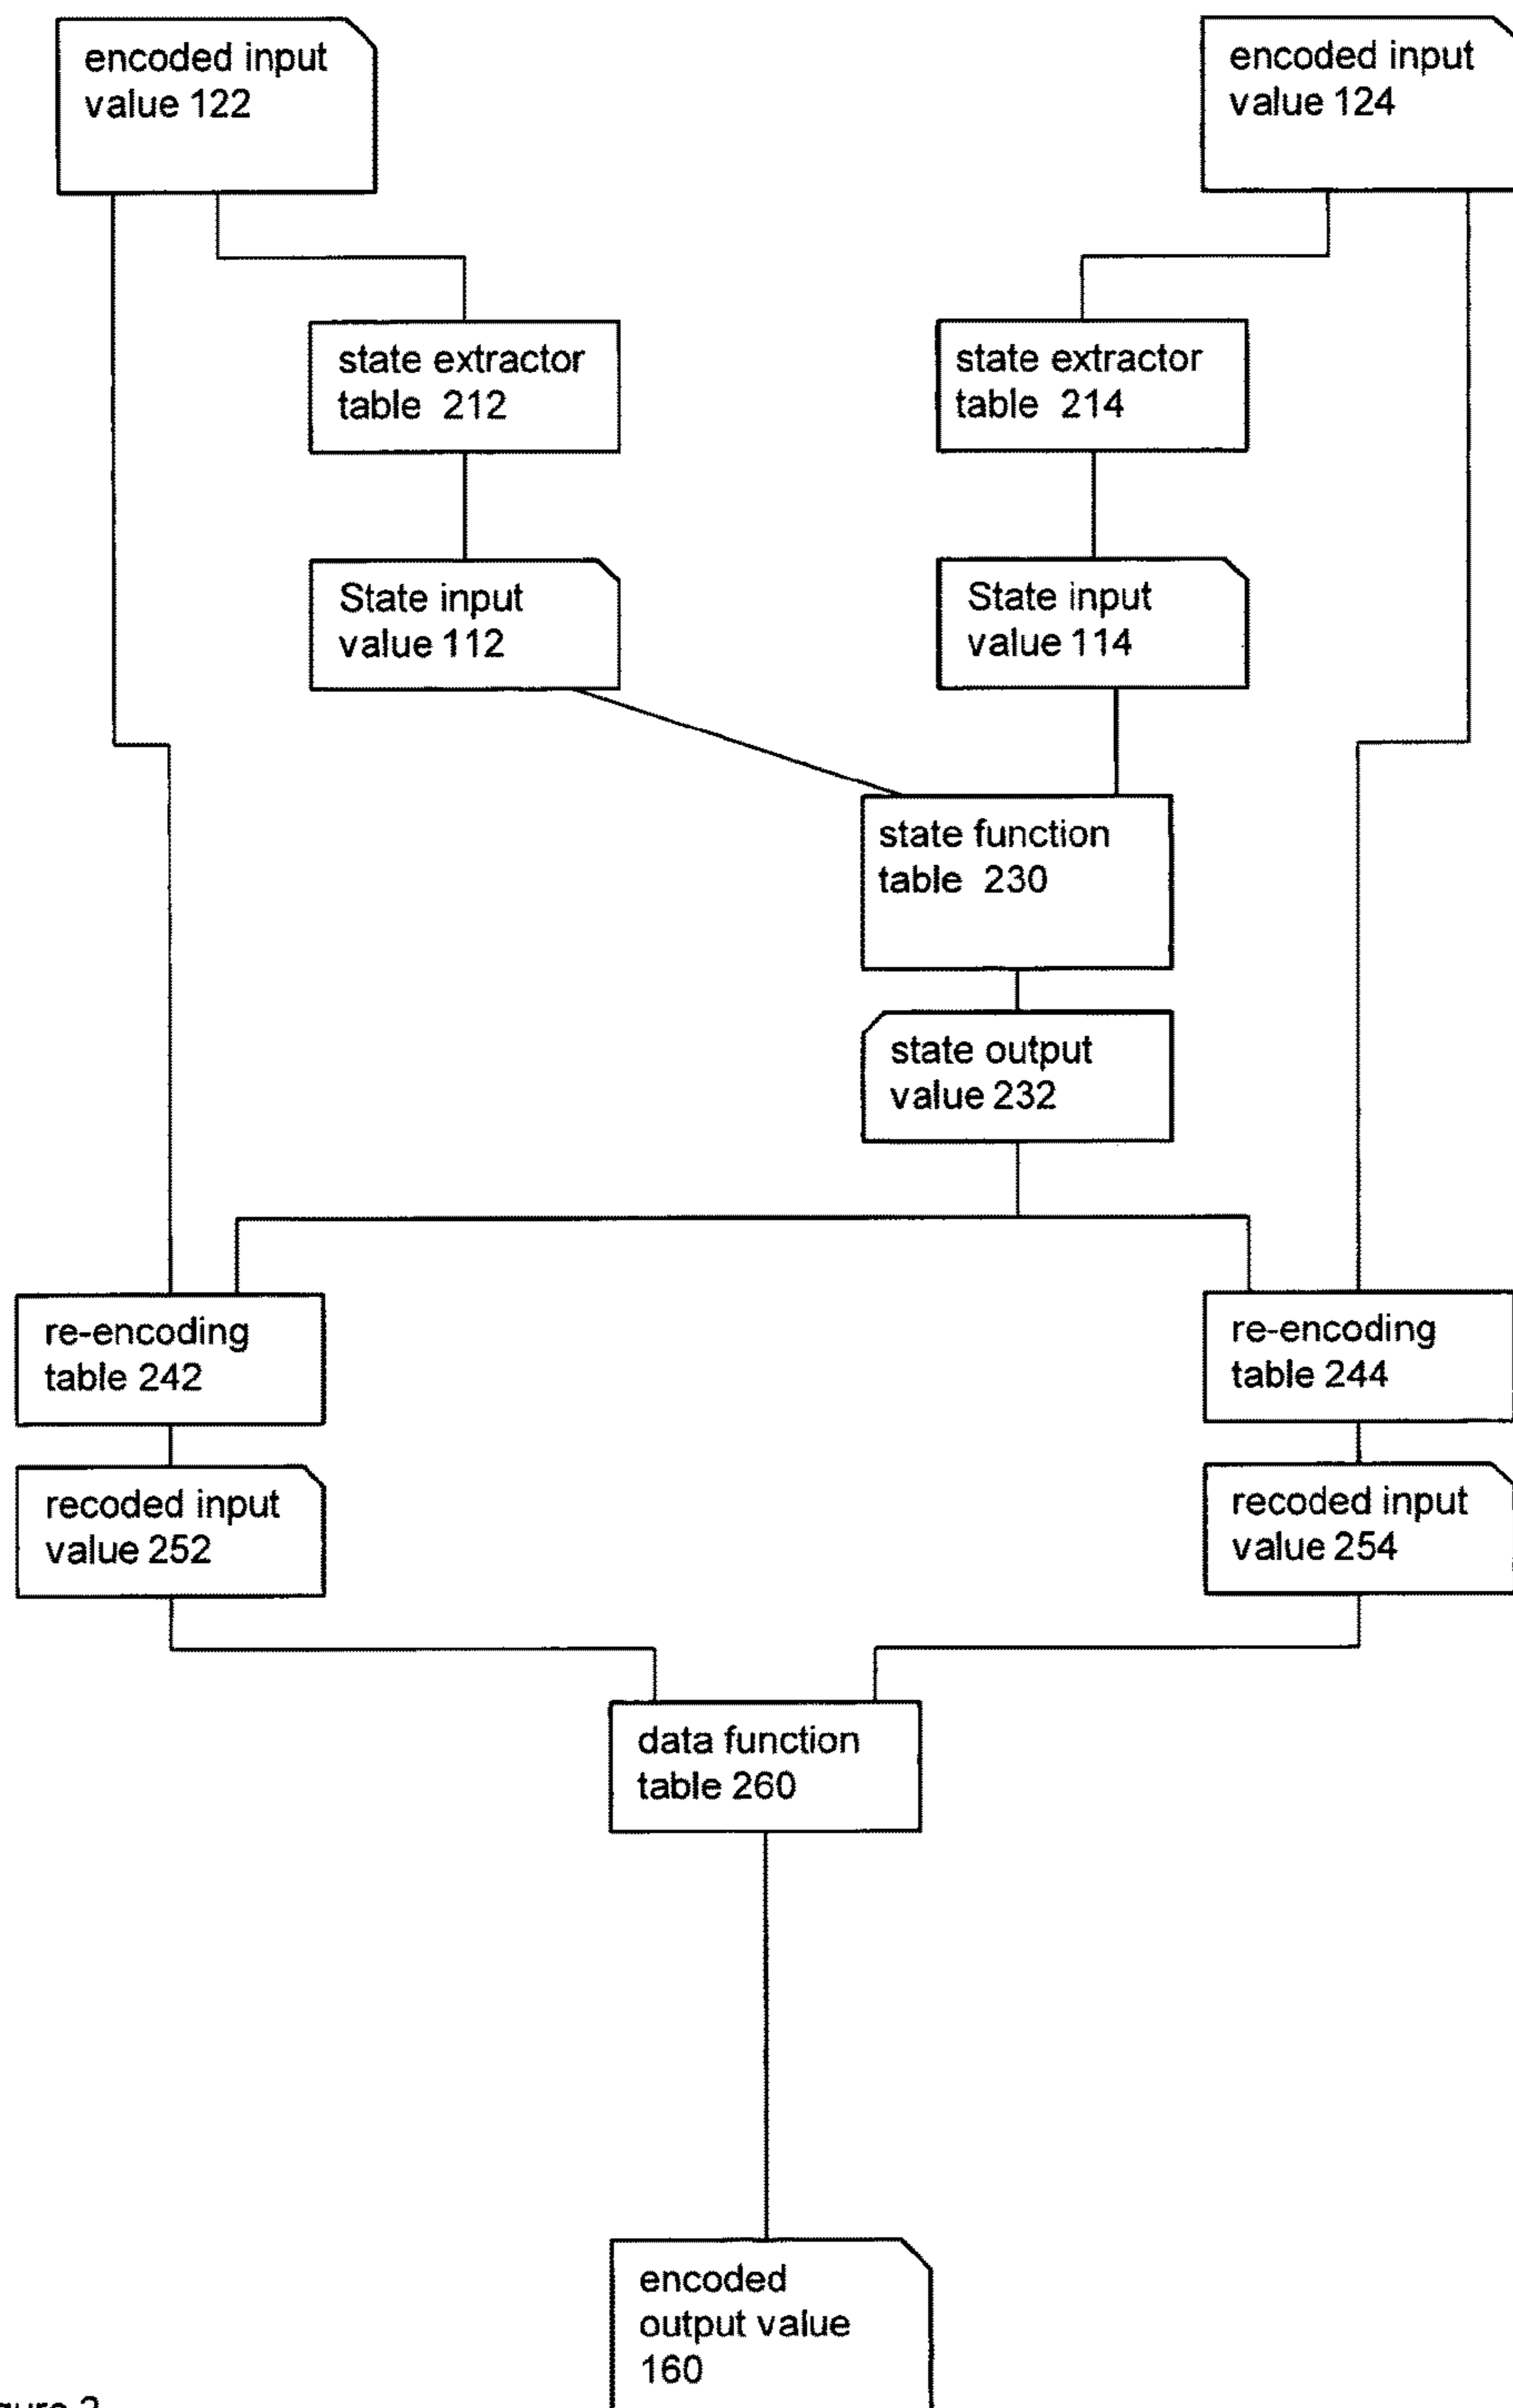 encoded input
value 122
encoded input
value 124
state extractor
table 212
state extractor
table 214
State input
value 112
State input
value 114
state function
table 230
state output
value 232
re-encoding
table 242
re-encoding
table 244
recoded input
value 252
recoded input
value 254
data function
table 260
encoded
output value
160